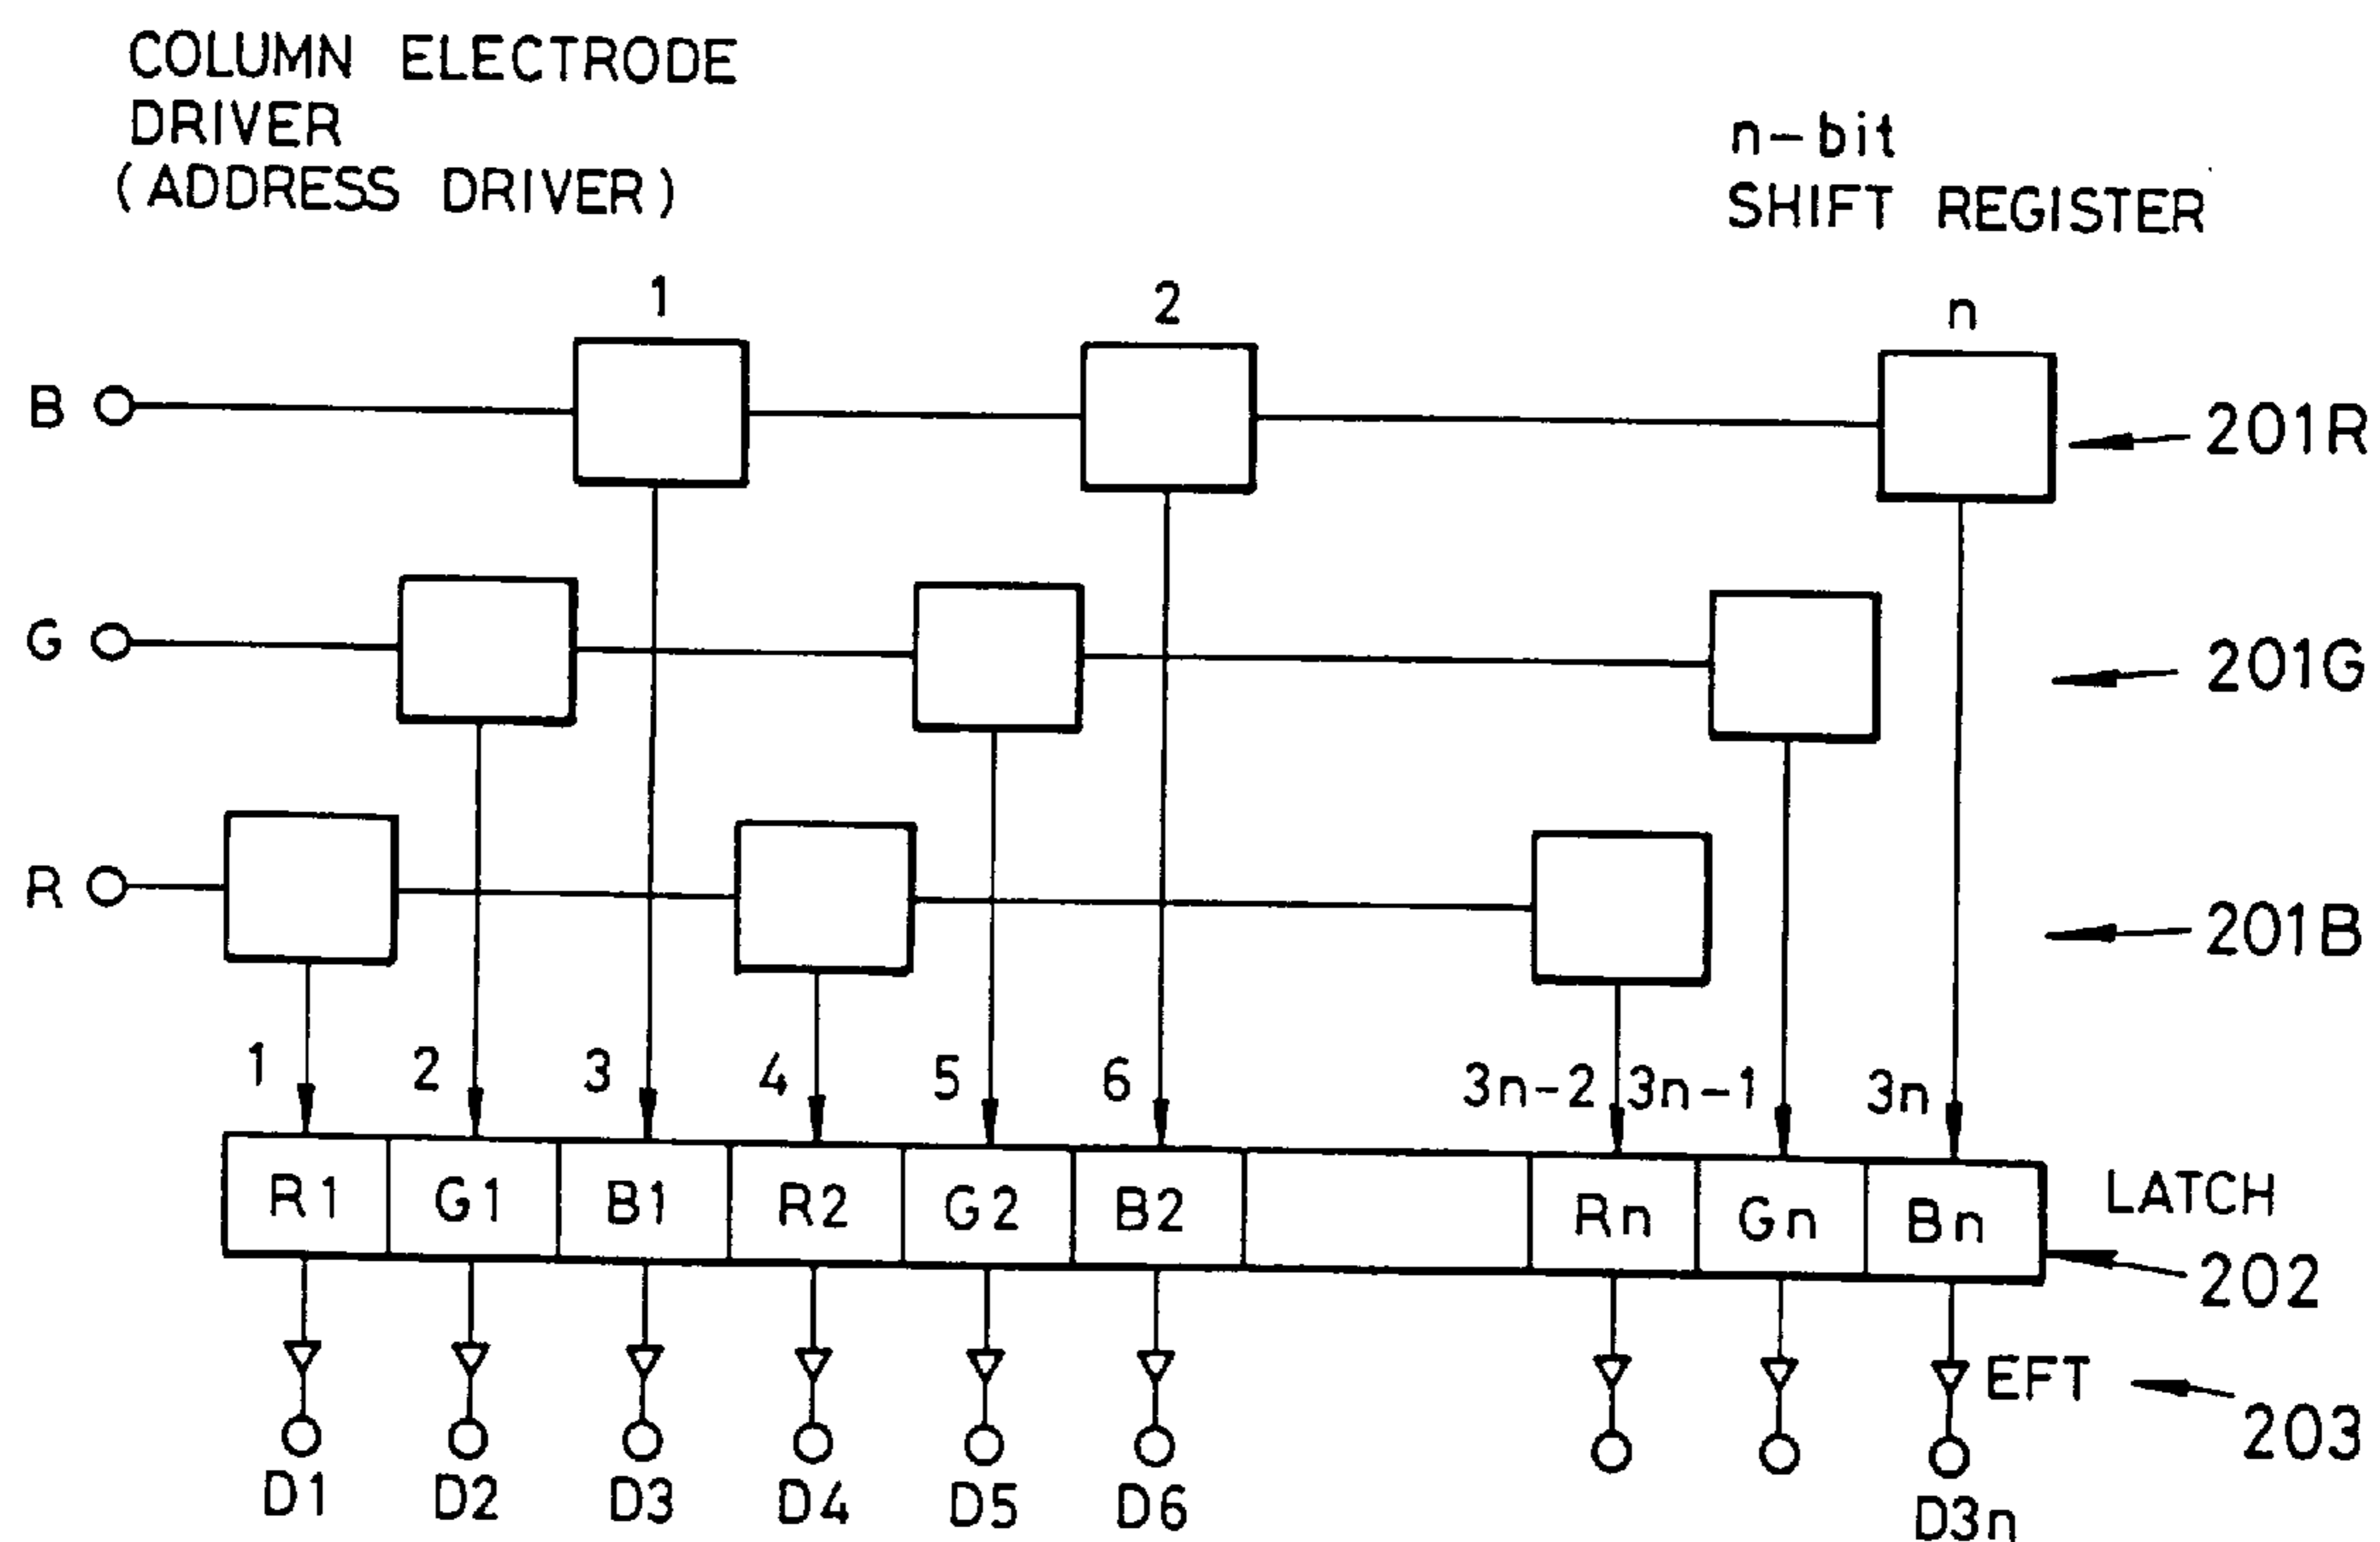 COLUMN ELECTRODE
DRIVER
(ADDRESS DRIVER)
n-bit
SHIFT REGISTER
1 2 n
B 201R
G 201G
R 201B
1 2 3 4 5 6 3n-2 3n-1 3n
R1 G1 B1 R2 G2 B2 Rn Gn Bn LATCH
202
EFT
203
D1 D2 D3 D4 D5 D6 D3n